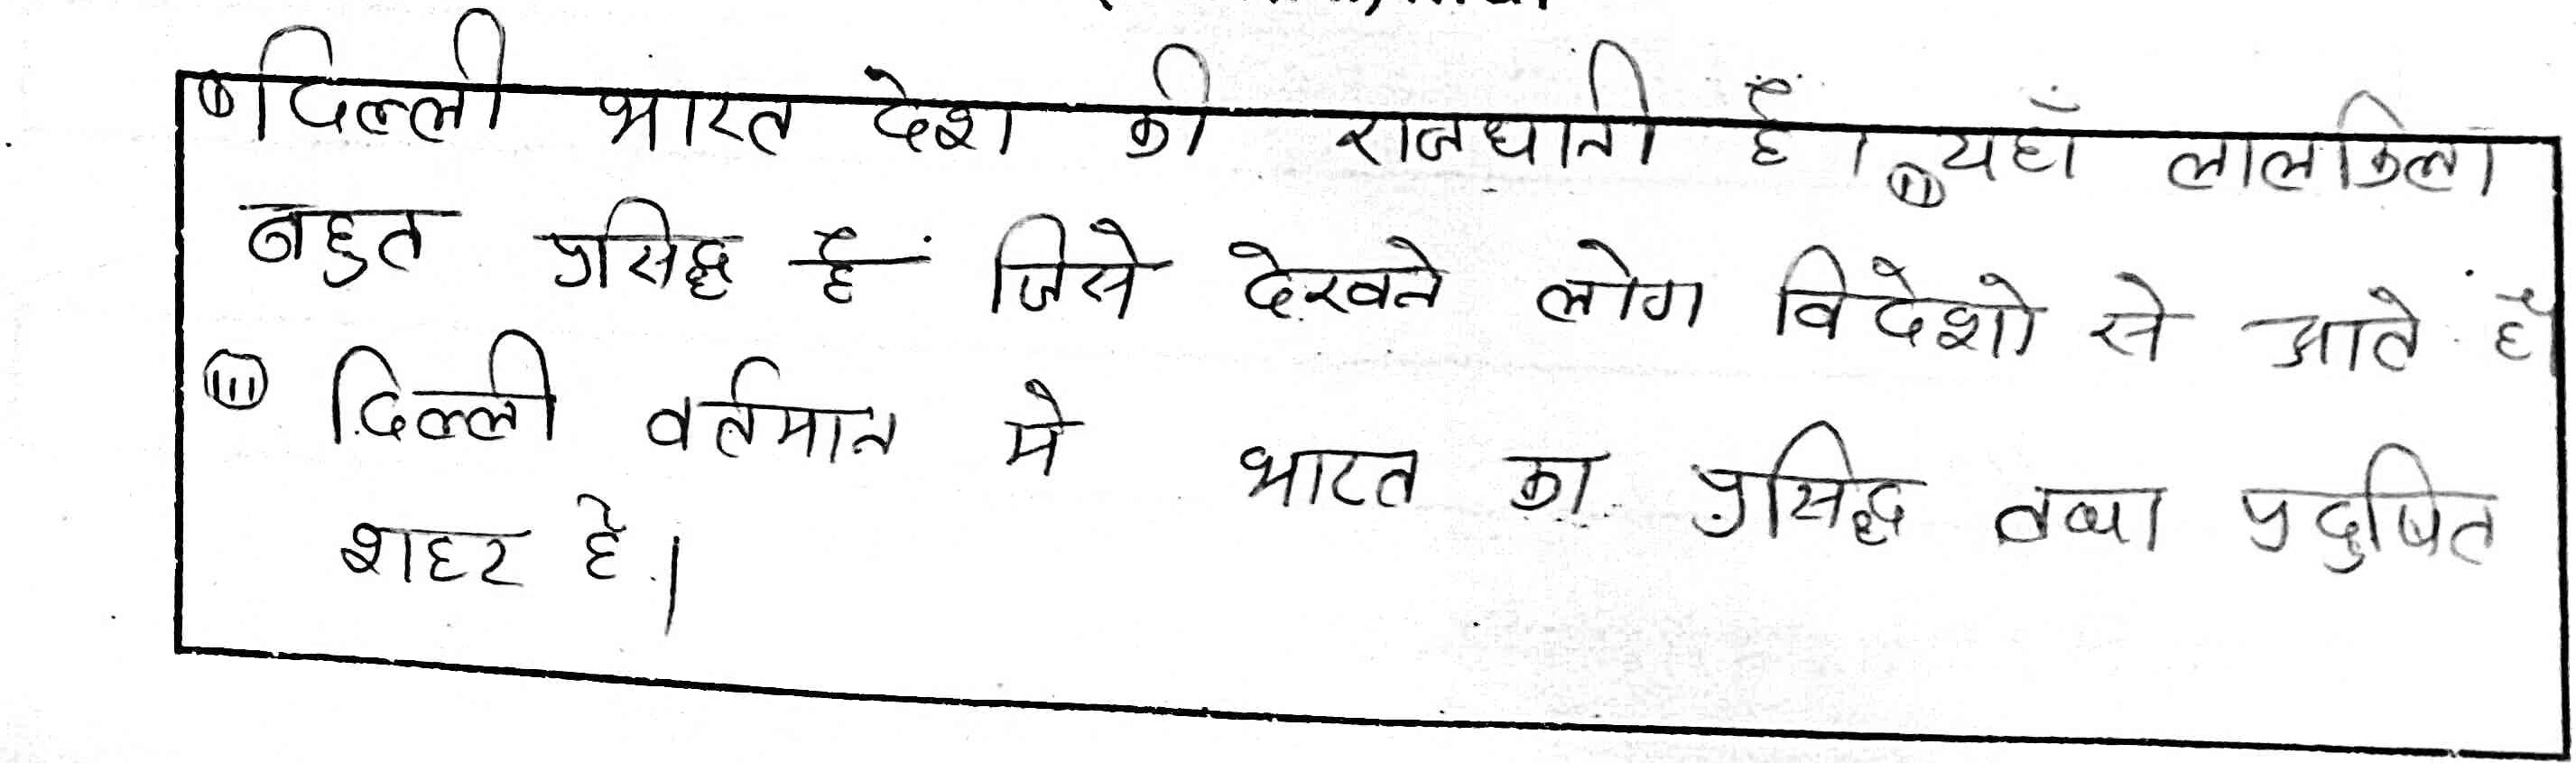 (i) दिल्ली भारत देश की राजधानी है। (ii) यहाँ लालकिला
बहुत प्रसिद्ध है जिसे देखने लोग विदेशो से आते है
(iii) दिल्ली वर्तमान मे भारत का प्रसिद्ध तथा प्रदुषित
शहर है।